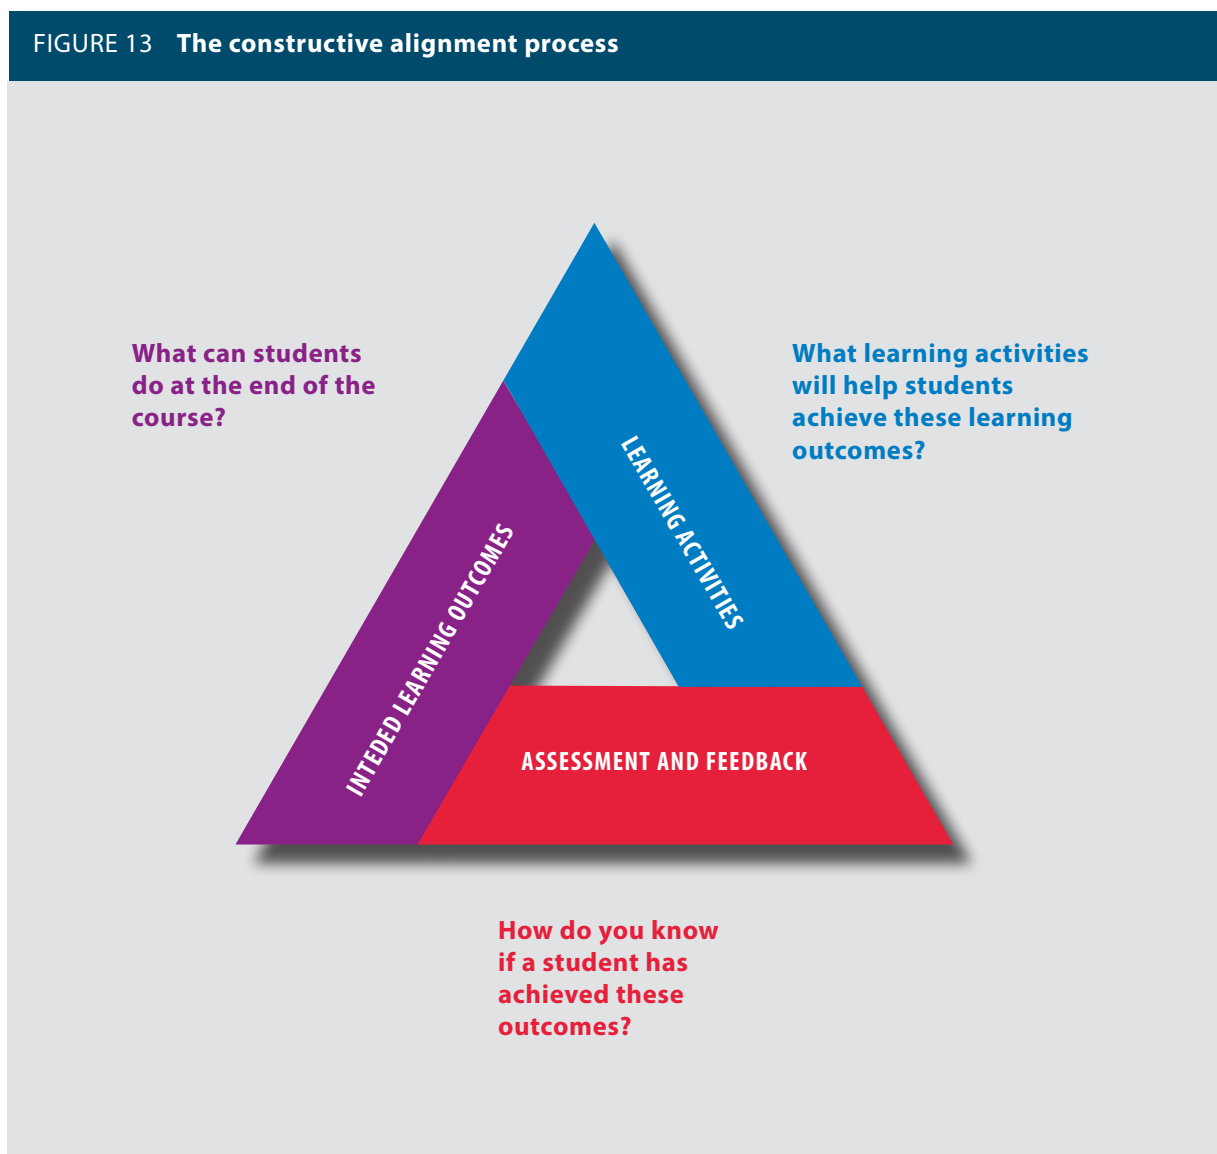 FIGURE 13 The constructive alignment process
What can students
do at the end of the
course?
What learning activities
will help students
achieve these learning
outcomes?
LEARNING ACTIVITIES
INTEDED LEARNING OUTCOMES
ASSESSMENT AND FEEDBACK
How do you know
if a student has
achieved these
outcomes?